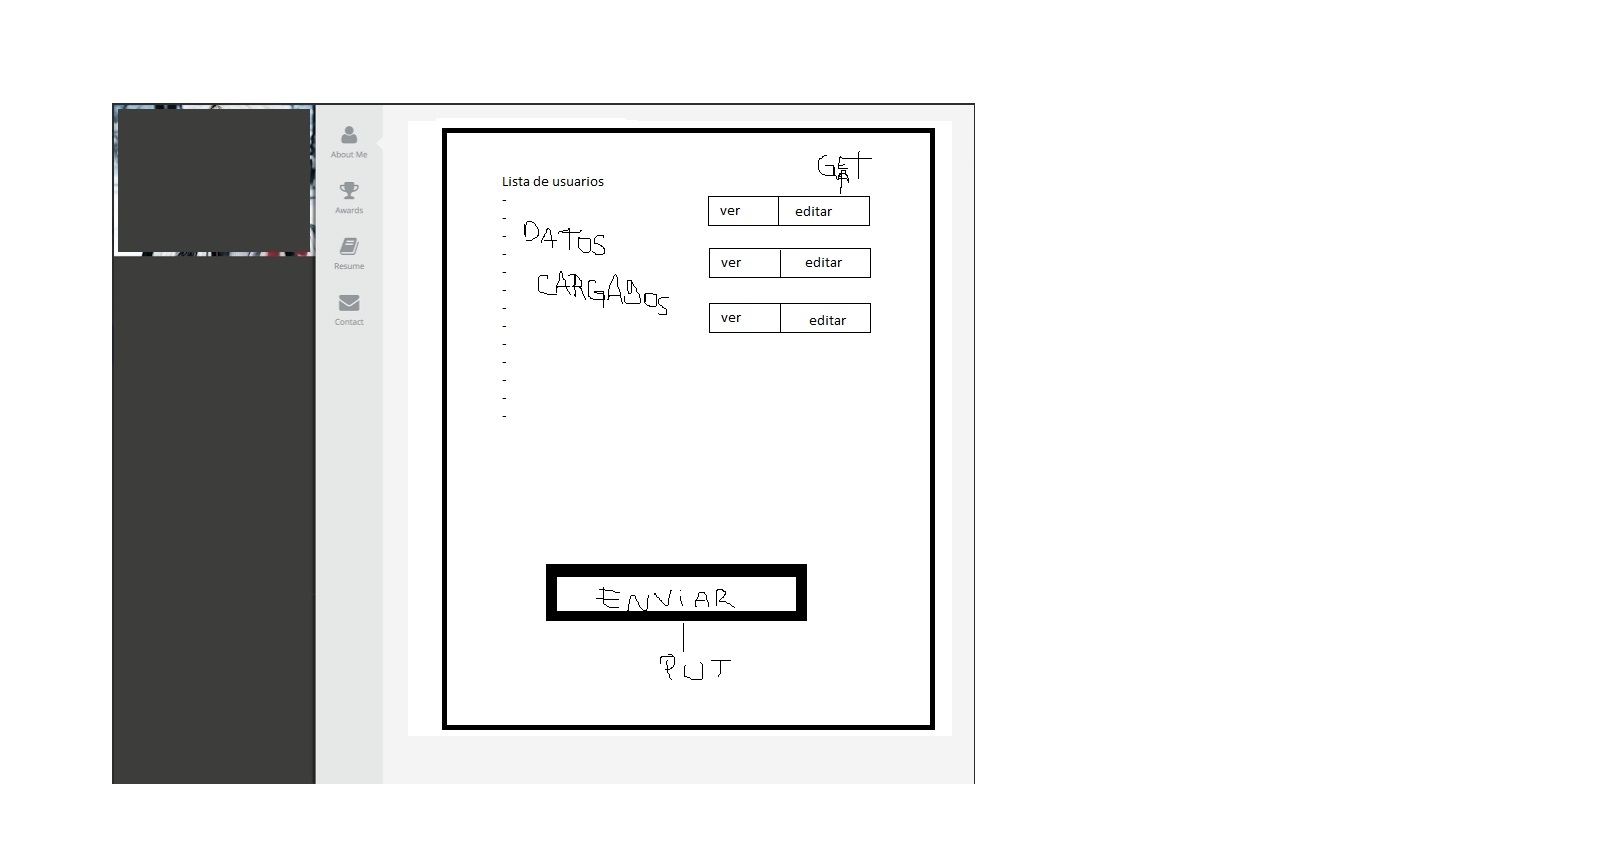 About Me
Awards
Resume
Contact
GET
Lista de usuarios
ver editar
DATOS
ver editar
CARGADOS
ver editar
ENViAR
PUT